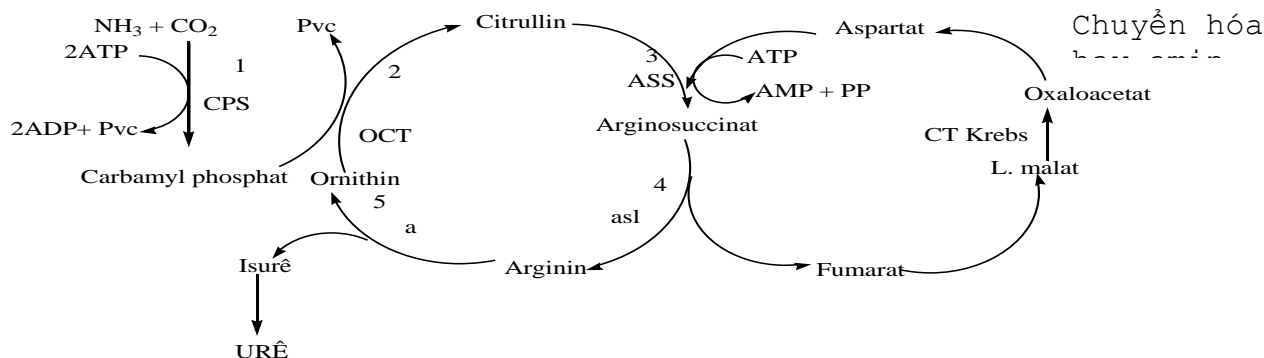 NH3 + CO2
2ATP
1
CPS
2ADP+ Pvc
Carbamyl phosphat
Pvc
2
OCT
Ornithin
5
a
Isurê
URÊ
Citrullin
3
ASS
ATP
AMP + PP
Arginosuccinat
4
asl
Arginin
Fumarat
Aspartat
Oxaloacetat
CT Krebs
L. malat
Chuyển hóa